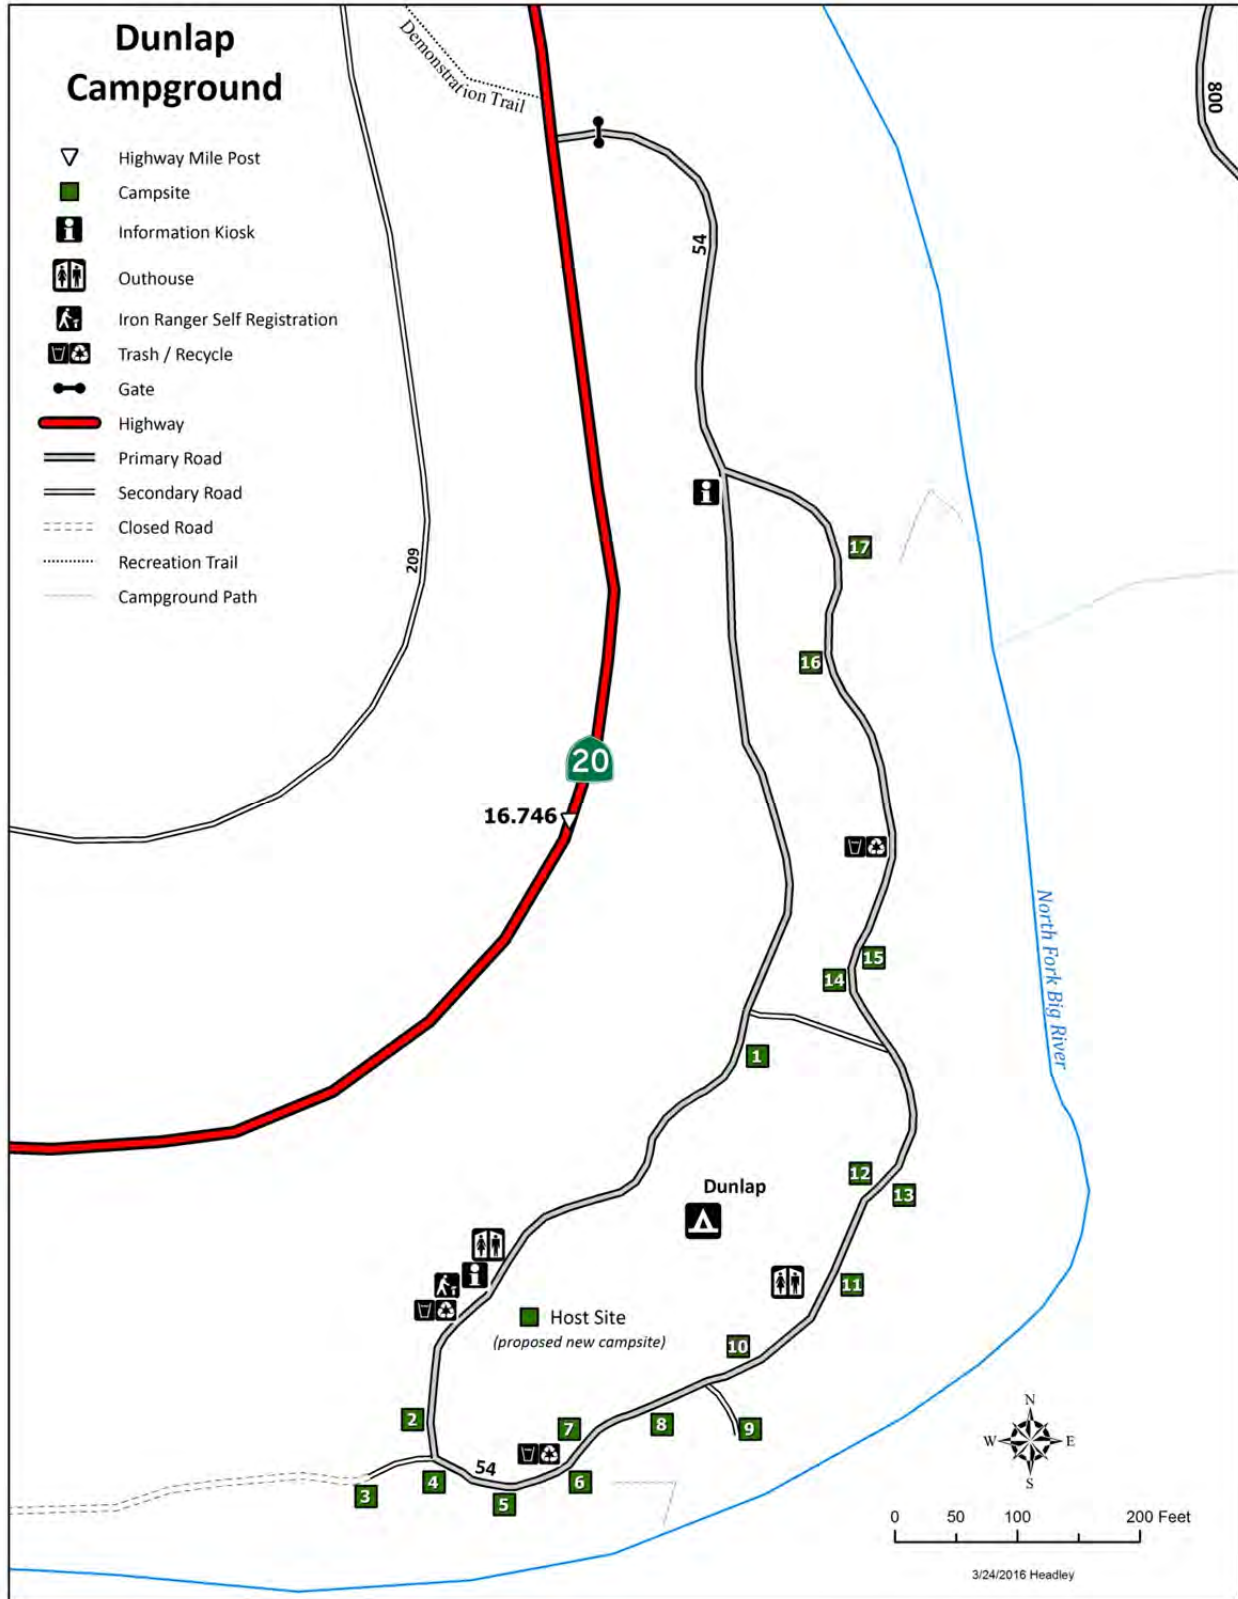 Dunlap
Campground
Highway Mile Post
Campsite
Information Kiosk
Outhouse
Iron Ranger Self Registration
Trash / Recycle
Gate
Highway
Primary Road
Secondary Road
Closed Road
Recreation Trail
Campground Path
Demonstration Trail
800
54
209
17
16
20
16.746
North Fork Big River
15
14
1
12
13
Dunlap
11
Host Site
(proposed new campsite)
10
2
7
8
9
54
3
4
5
6
N
W
E
S
0 50 100 200 Feet
3/24/2016 Headley